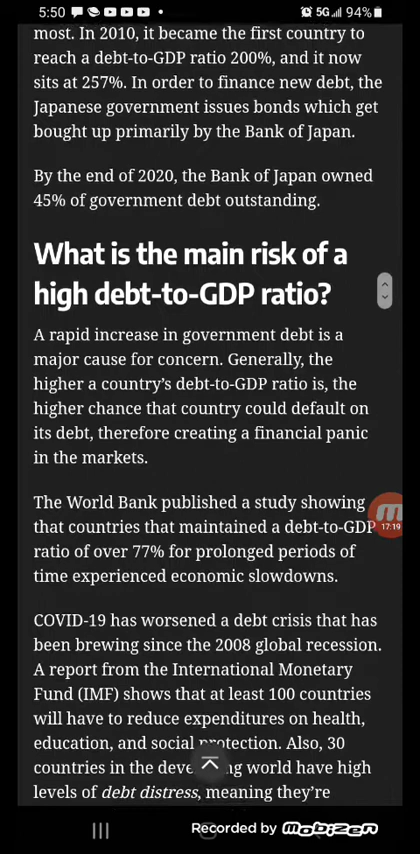 5:50 5G 94%
most. In 2010, it became the first country to
reach a debt-to-GDP ratio 200%, and it now
sits at 257%. In order to finance new debt, the
Japanese government issues bonds which get
bought up primarily by the Bank of Japan.
By the end of 2020, the Bank of Japan owned
45% of government debt outstanding.
What is the main risk of a
high debt-to-GDP ratio?
A rapid increase in government debt is a
major cause for concern. Generally, the
higher a country’s debt-to-GDP ratio is, the
higher chance that country could default on
its debt, therefore creating a financial panic
in the markets.
The World Bank published a study showing
that countries that maintained a debt-to-GDP
ratio of over 77% for prolonged periods of
time experienced economic slowdowns.
m
17:19
COVID-19 has worsened a debt crisis that has
been brewing since the 2008 global recession.
A report from the International Monetary
Fund (IMF) shows that at least 100 countries
will have to reduce expenditures on health,
education, and social protection. Also, 30
countries in the developing world have high
levels of debt distress, meaning they’re
Recorded by mobizen